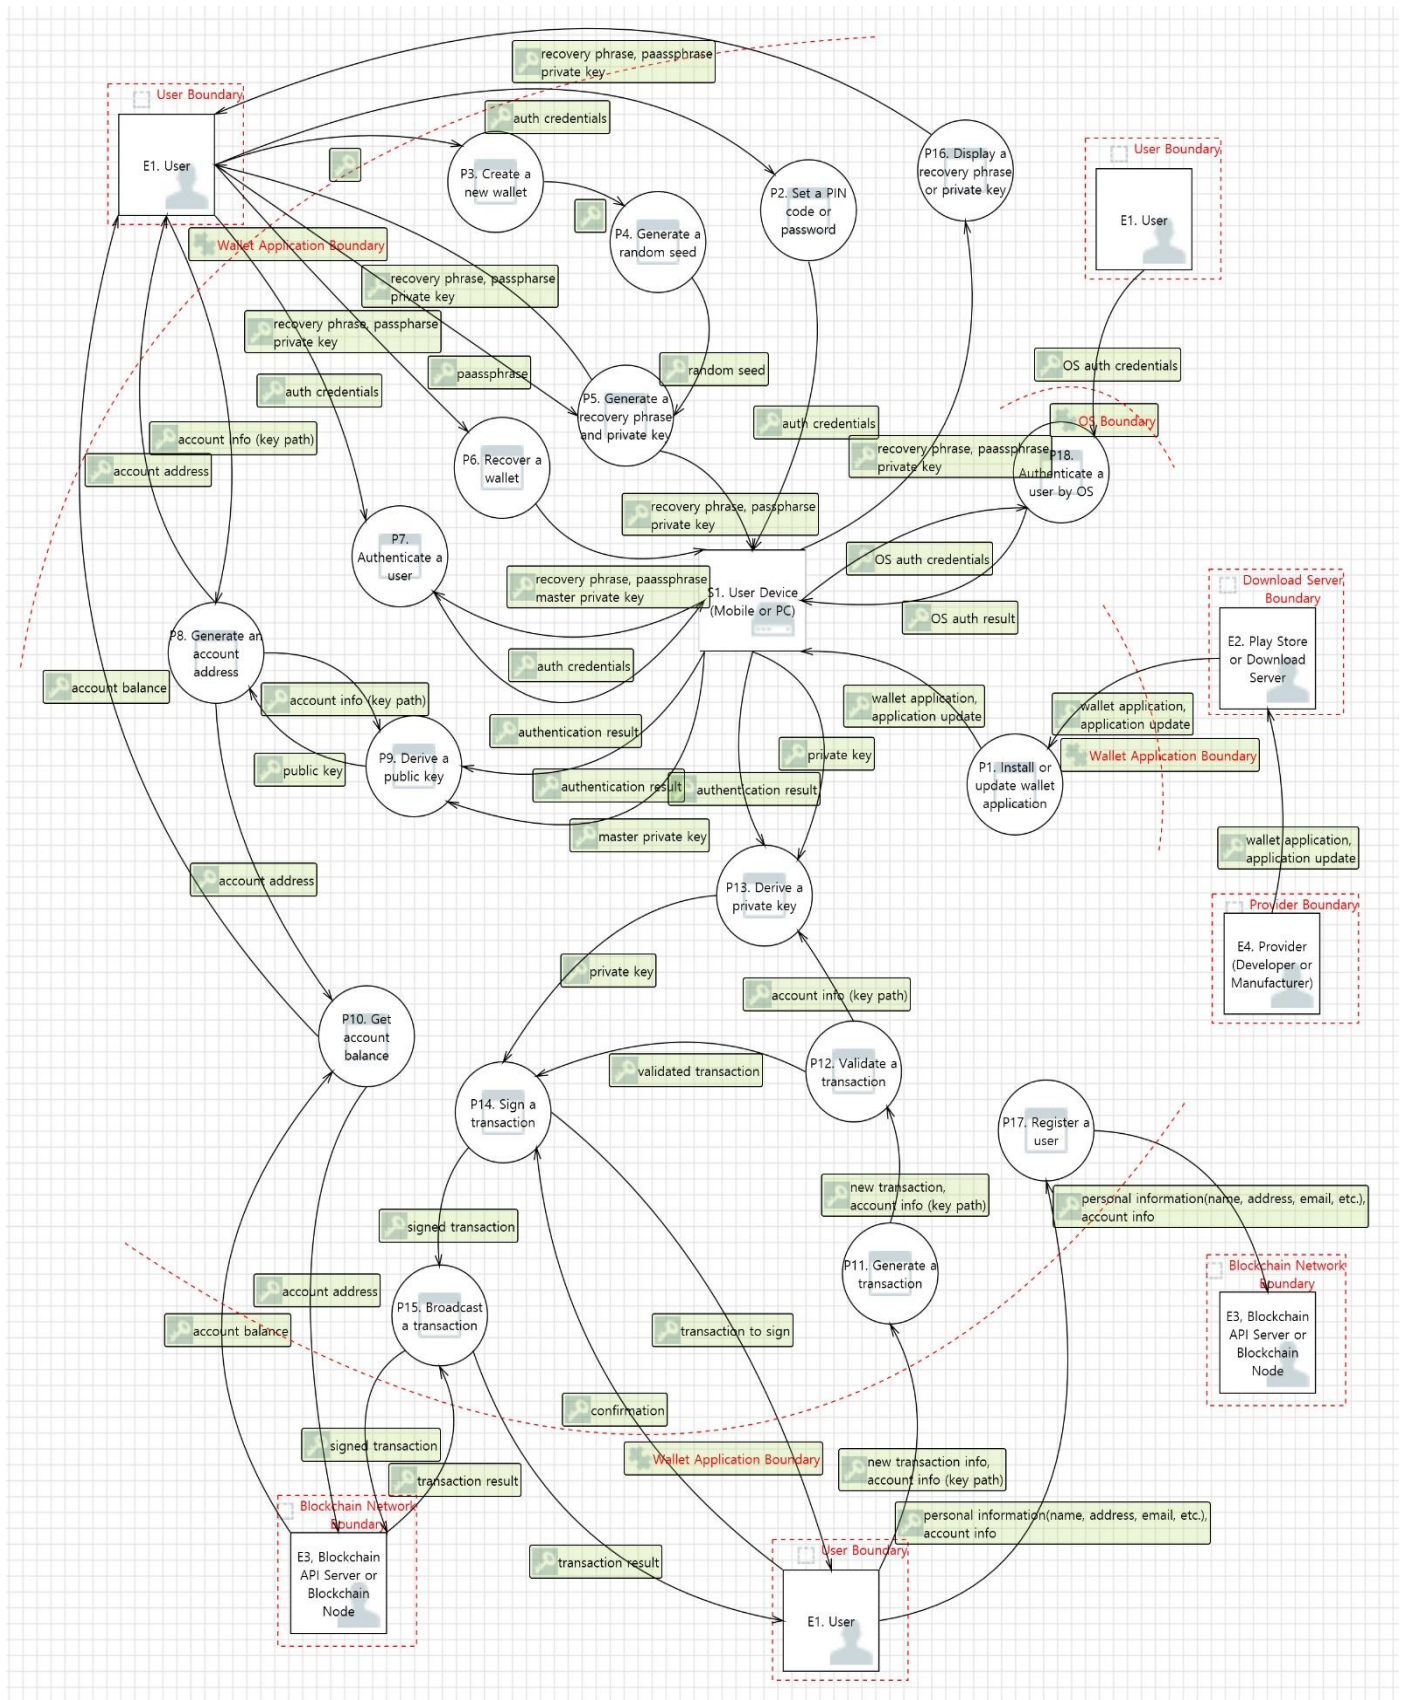 recovery phrase, paassphrase
private key
User Boundary
auth credentials
E1. User
P3. Create a
new wallet
P16. Display a
recovery phrase
or private key
P2. Set a PIN
code or
password
User Boundary
E1. User
P4. Generate a
random seed
Wallet Application Boundary
recovery phrase, passpharse
private key
recovery phrase, passpharse
private key
paassphrase
random seed
OS auth credentials
auth credentials
P5. Generate a
recovery phrase
and private key
auth credentials
OS Boundary
account info (key path)
account address
P6. Recover a
wallet
recovery phrase, paassphrase
private key
P18.
Authenticate a
user by OS
recovery phrase, passpharse
private key
P7.
Authenticate a
user
recovery phrase, paassphrase
master private key
S1. User Device
(Mobile or PC)
OS auth credentials
OS auth result
Download Server
Boundary
E2. Play Store
or Download
Server
P8. Generate an
account
address
auth credentials
account balance
account info (key path)
wallet application,
application update
wallet application,
application update
authentication result
public key
P9. Derive a
public key
private key
Wallet Application Boundary
authentication result
authentication result
P1. Install or
update wallet
application
master private key
wallet application,
application update
account address
P13. Derive a
private key
Provider Boundary
E4. Provider
(Developer or
Manufacturer)
private key
account info (key path)
P10. Get
account
balance
validated transaction
P12. Validate a
transaction
P14. Sign a
transaction
P17. Register a
user
new transaction,
account info (key path)
personal information(name, address, email, etc.),
account info
signed transaction
P11. Generate a
transaction
Blockchain Network
Boundary
account address
account balance
P15. Broadcast
a transaction
transaction to sign
E3, Blockchain
API Server or
Blockchain
Node
confirmation
signed transaction
Wallet Application Boundary
new transaction info,
account info (key path)
transaction result
Blockchain Network
Boundary
personal information(name, address, email, etc.),
account info
E3, Blockchain
API Server or
Blockchain
Node
transaction result
User Boundary
E1. User